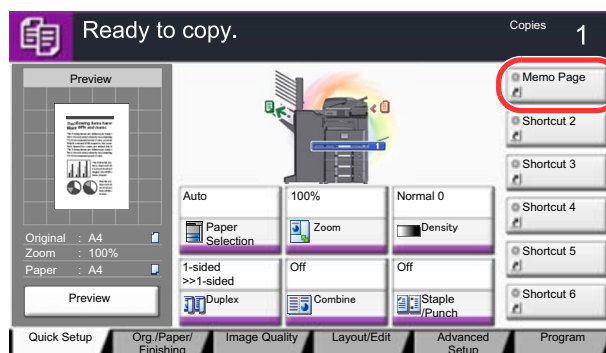 Ready to copy.
Copies
1
Preview
Original : A4
Zoom : 100%
Paper : A4
Preview
1
Auto
Paper
Selection
100%
Zoom
Normal 0
Density
1-sided
>>1-sided
Duplex
Off
Combine
Off
Staple
/Punch
Memo Page
Shortcut 2
Shortcut 3
Shortcut 4
Shortcut 5
Shortcut 6
Quick Setup
Org./Paper/
Finishing
Image Quality
Layout/Edit
Advanced
Setup
Program